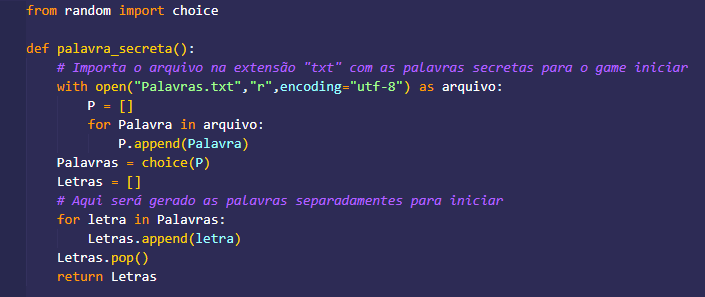 from random import choice
def palavra_secreta():
# Importa o arquivo na extensão "txt" com as palavras secretas para o game iniciar
with open("Palavras.txt","r",encoding="utf-8") as arquivo:
P = []
for Palavra in arquivo:
P.append(Palavra)
Palavras = choice(P)
Letras = []
# Aqui será gerado as palavras separadamentes para iniciar
for letra in Palavras:
Letras.append(letra)
Letras.pop()
return Letras